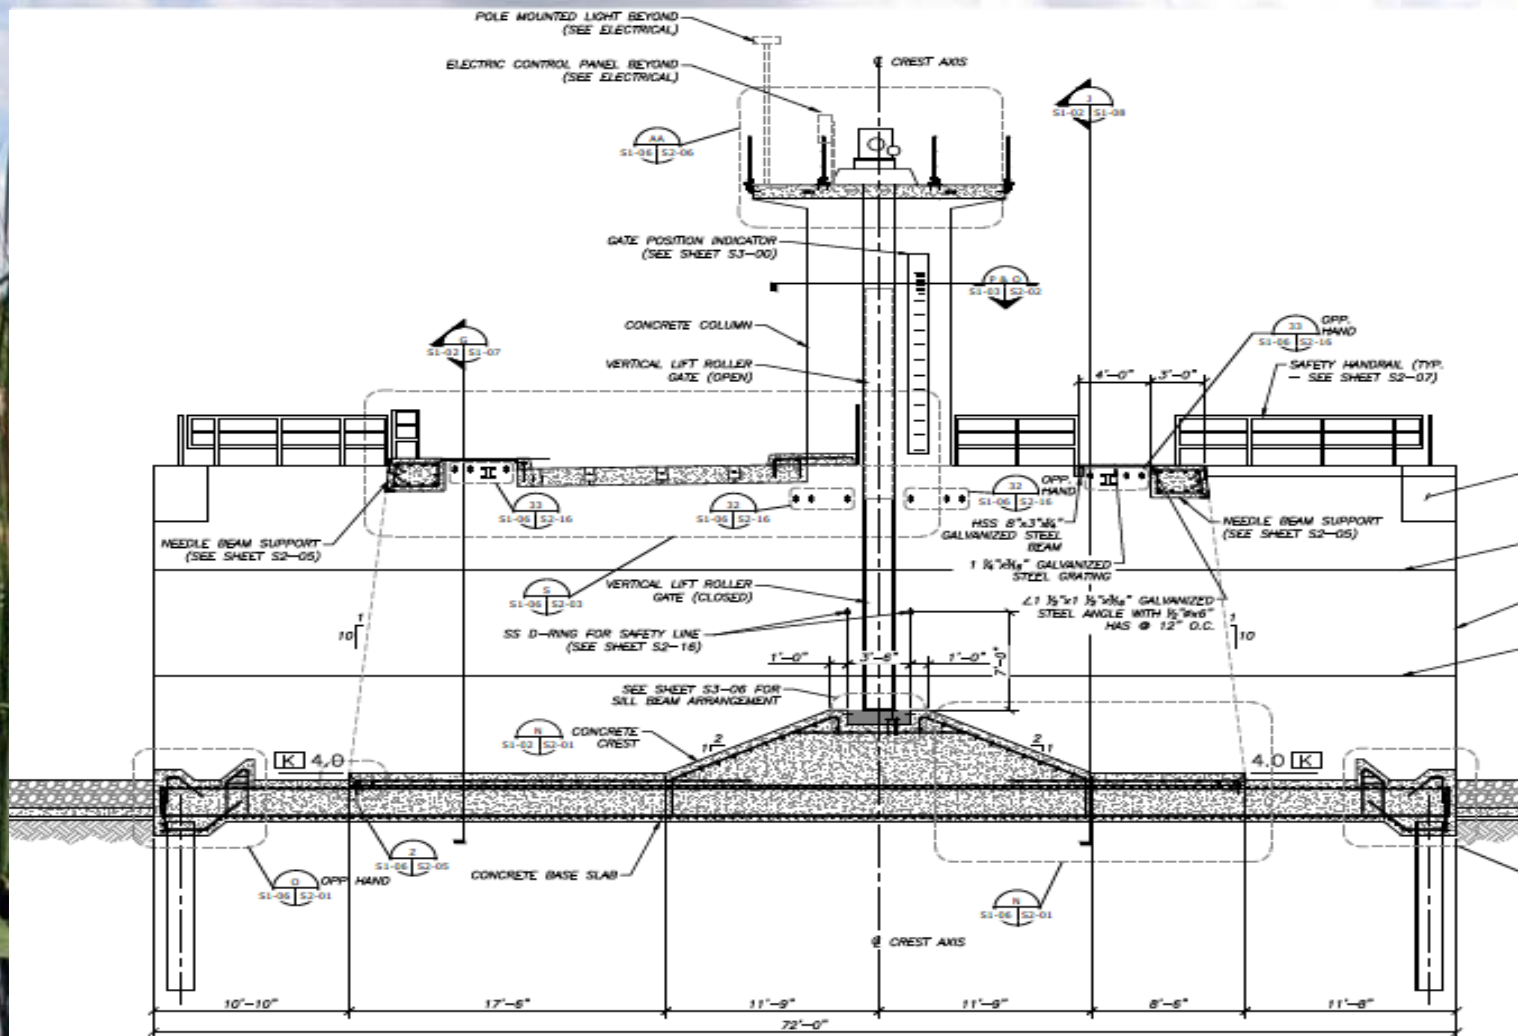 POLE MOUNTED LIGHT BEYOND
(SEE ELECTRICAL)
ELECTRIC CONTROL PANEL BEYOND
(SEE ELECTRICAL)
℄ CREST AXIS
J
S1-02 S1-08
AA
S1-06 S2-06
GATE POSITION INDICATOR
(SEE SHEET S3-00)
P & Q
S1-03 S2-02
CONCRETE COLUMN
G
S1-02 S1-07
VERTICAL LIFT ROLLER
GATE (OPEN)
33
S1-06 S2-16
OPP.
HAND
SAFETY HANDRAIL (TYP.
- SEE SHEET S2-07)
4'-0"
3'-0"
33
S1-06 S2-16
32
S1-06 S2-16
32
S1-06 S2-16
OPP.
HAND
NEEDLE BEAM SUPPORT
(SEE SHEET S2-05)
HSS 8"x3"x
GALVANIZED STEEL
BEAM
NEEDLE BEAM SUPPORT
(SEE SHEET S2-05)
GALVANIZED
STEEL GRATING
S
S1-06 S2-03
VERTICAL LIFT ROLLER
GATE (CLOSED)
GALVANIZED
STEEL ANGLE WITH
HAS @ 12" O.C.
1
10
1
10
SS D-RING FOR SAFETY LINE
(SEE SHEET S2-16)
1'-0"
3'-6"
1'-0"
7'-0"
SEE SHEET S3-06 FOR
SILL BEAM ARRANGEMENT
N
S1-02 S2-01
CONCRETE
CREST
2
1
2
1
K 4.0
4.0 K
Z
S1-06 S2-05
CONCRETE BASE SLAB
O
S1-06 S2-01
OPP HAND
N
S1-06 S2-01
℄ CREST AXIS
10'-10"
17'-6"
11'-9"
11'-9"
8'-6"
11'-8"
72'-0"